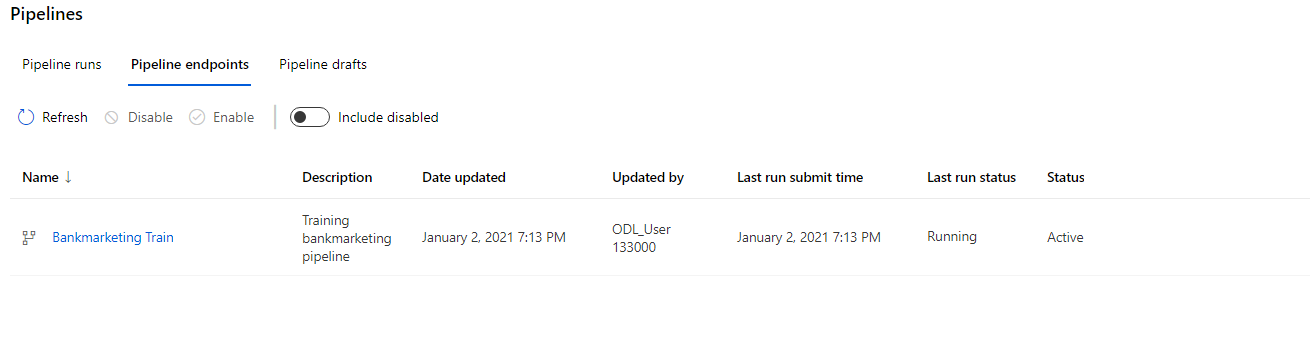 Pipelines
Pipeline runs Pipeline endpoints Pipeline drafts
Refresh Disable Enable Include disabled
Name ↓ Description Date updated Updated by Last run submit time Last run status Status
Bankmarketing Train Training bankmarketing pipeline January 2, 2021 7:13 PM ODL_User 133000 January 2, 2021 7:13 PM Running Active